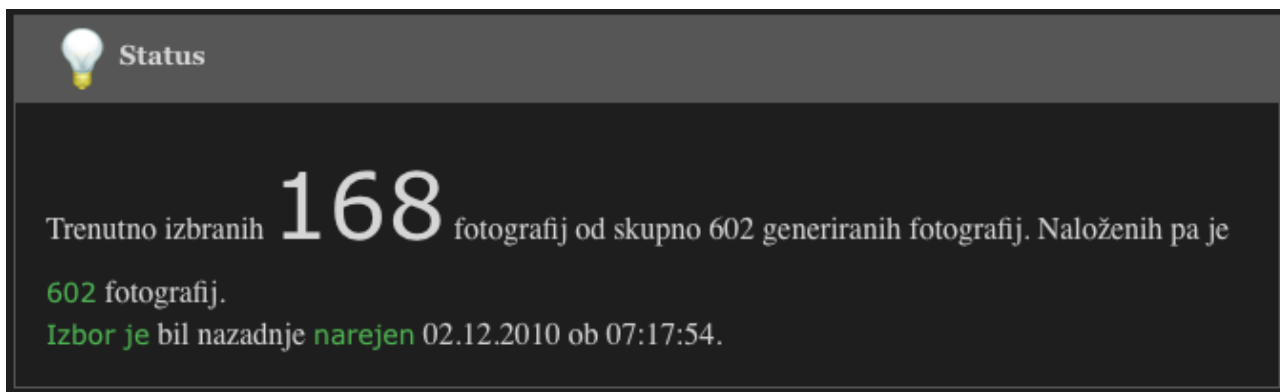 Status
Trenutno izbranih 168 fotografij od skupno 602 generiranih fotografij. Naloženih pa je
602 fotografij.
Izbor je bil nazadnje narejen 02.12.2010 ob 07:17:54.